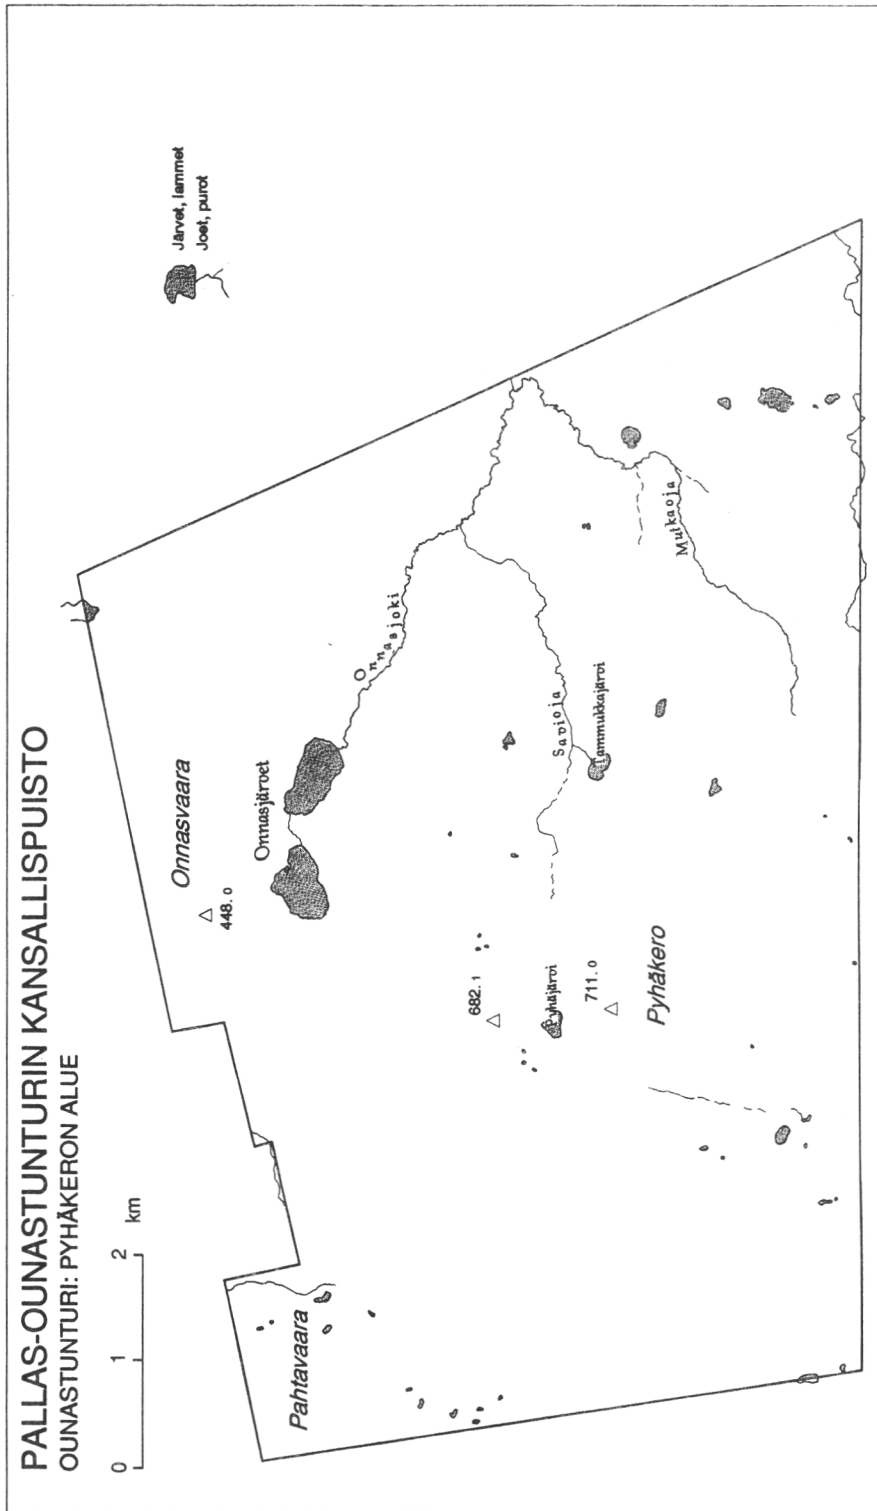 PALLAS-OUNASTUNTURIN KANSALLISPUISTO
OUNASTUNTURI: PYHÄKERON ALUE
0 1 2 km
Järvet, lammet
Joet, purot
Onnasvaara
448.0
Onnasjärvet
Onnasjoki
Pahtavaara
682.1
Pyhäjärvi
711.0
Pyhäkero
Savioja
Tammukkajärvi
Mutkaoja